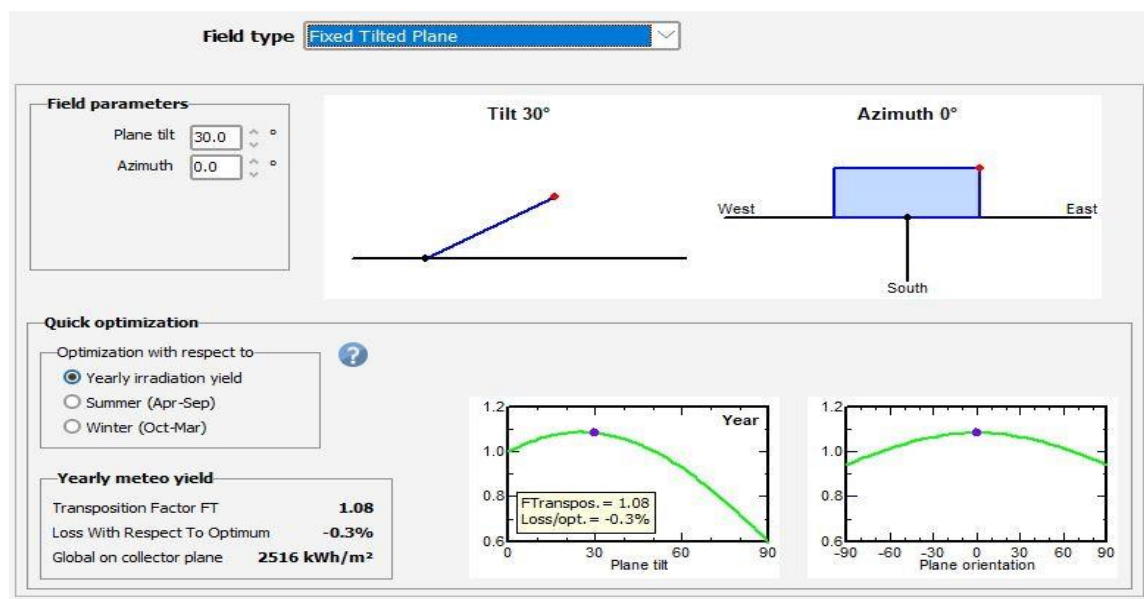 Field type Fixed Tilted Plane
Field parameters
Plane tilt 30.0 °
Azimuth 0.0 °
Tilt 30°
Azimuth 0°
West
East
South
Quick optimization
Optimization with respect to
Yearly irradiation yield
Summer (Apr-Sep)
Winter (Oct-Mar)
?
Yearly meteo yield
Transposition Factor FT 1.08
Loss With Respect To Optimum -0.3%
Global on collector plane 2516 kWh/m²
1.2
1.0
0.8
0.6
Year
FTranspos.= 1.08
Loss/opt.= -0.3%
0 30 60 90
Plane tilt
1.2
1.0
0.8
0.6
-90 -60 -30 0 30 60 90
Plane orientation